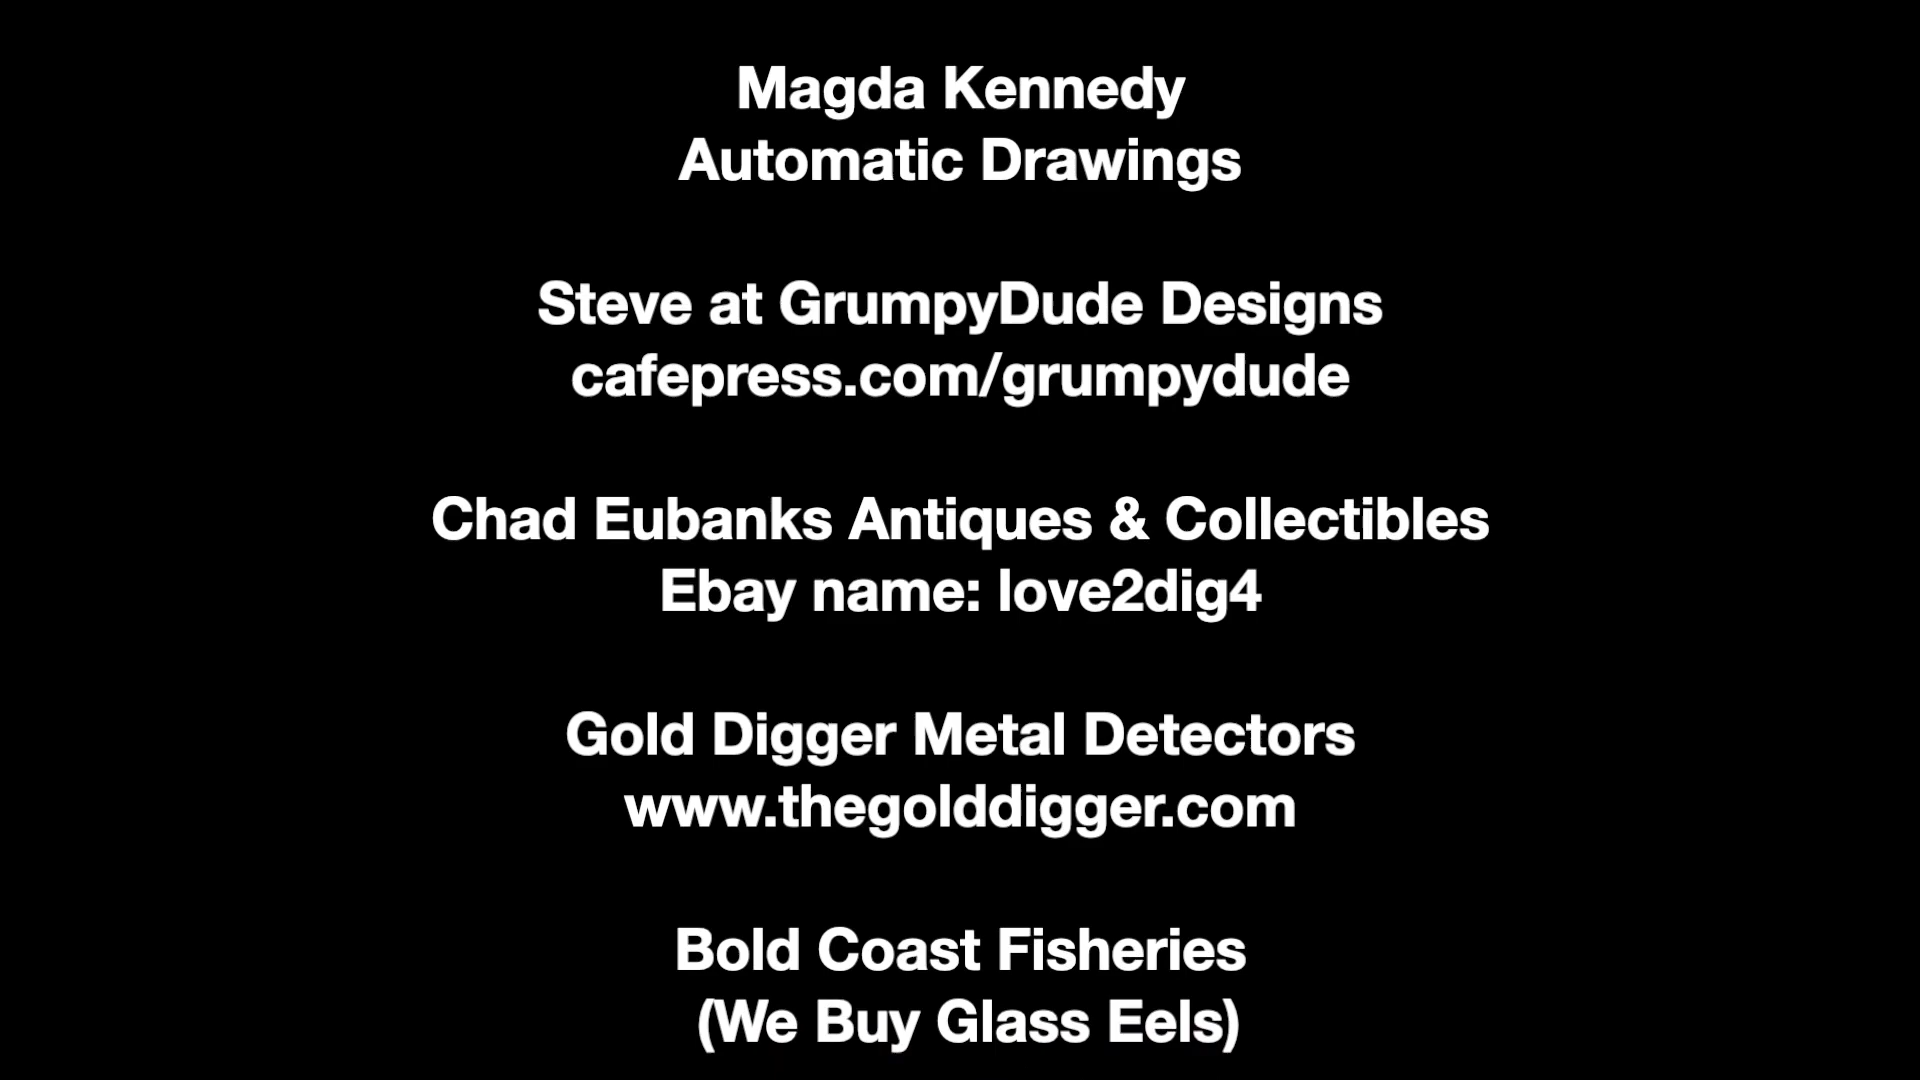 Magda Kennedy
Automatic Drawings
Steve at GrumpyDude Designs
cafepress.com/grumpydude
Chad Eubanks Antiques & Collectibles
Ebay name: love2dig4
Gold Digger Metal Detectors
www.thegolddigger.com
Bold Coast Fisheries
(We Buy Glass Eels)